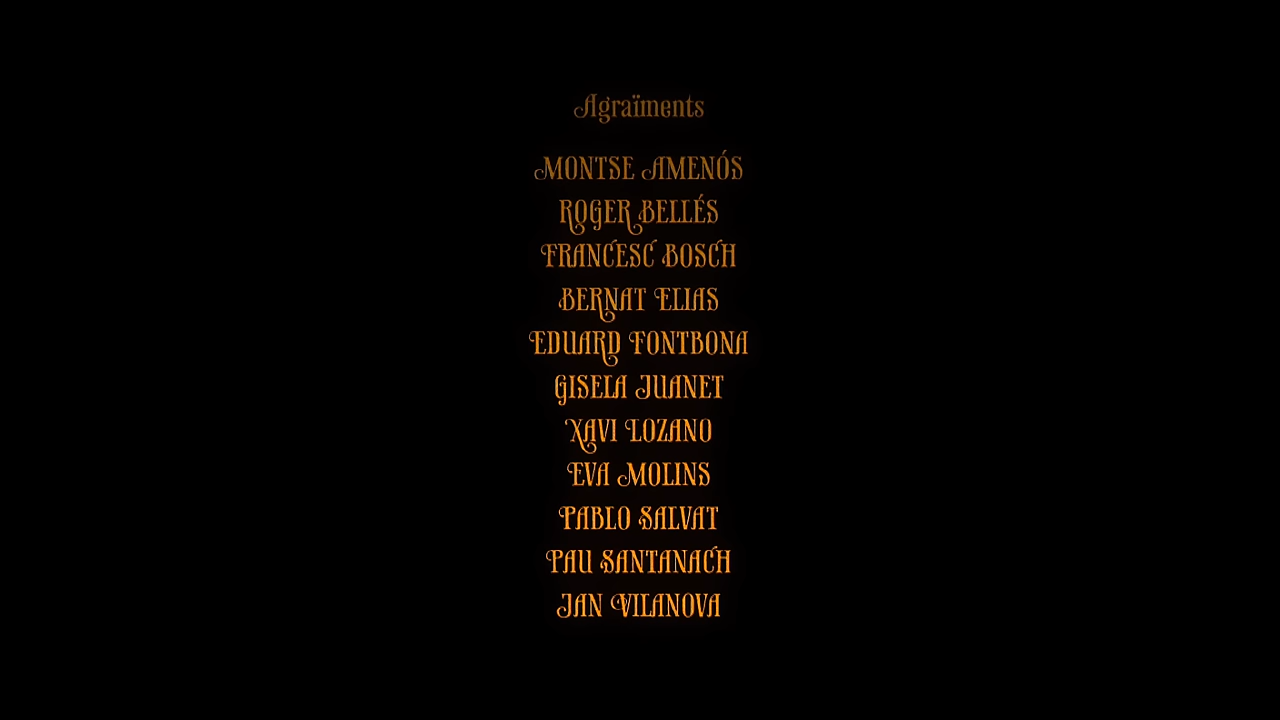 Agraïments
MONTSE AMENÓS
ROGER BELLÉS
FRANCESC BOSCH
BERNAT ELIAS
EDUARD FONTBONA
GISELA JUANET
XAVI LOZANO
EVA MOLINS
PABLO SALVAT
PAU SANTANACH
JAN VILANOVA